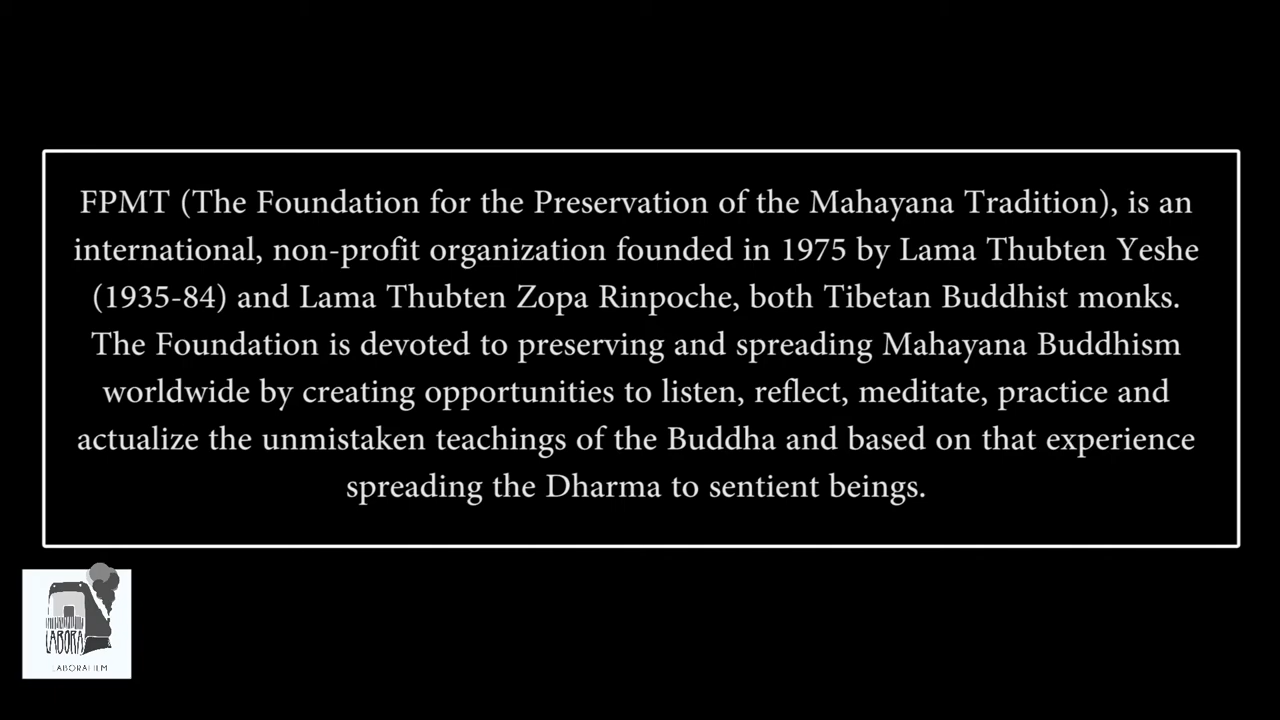 FPMT (The Foundation for the Preservation of the Mahayana Tradition), is an
international, non-profit organization founded in 1975 by Lama Thubten Yeshe
(1935-84) and Lama Thubten Zopa Rinpoche, both Tibetan Buddhist monks.
The Foundation is devoted to preserving and spreading Mahayana Buddhism
worldwide by creating opportunities to listen, reflect, meditate, practice and
actualize the unmistaken teachings of the Buddha and based on that experience
spreading the Dharma to sentient beings.
LABORA
LABORAFILM